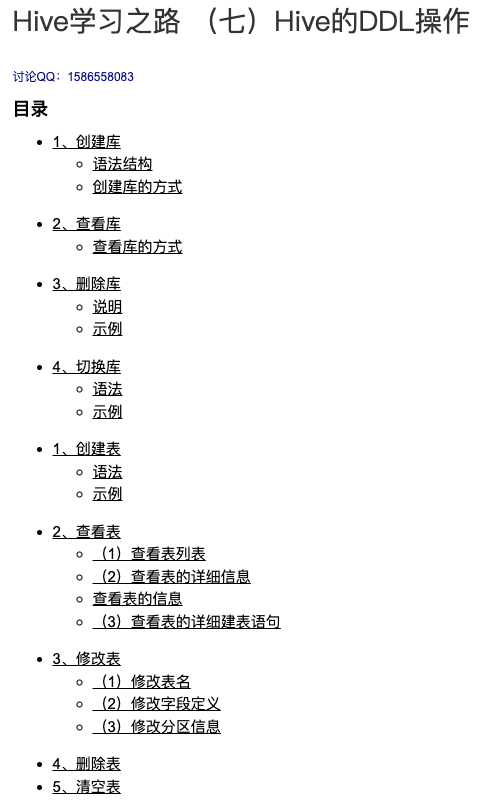 Hive学习之路 （七）Hive的DDL操作
讨论QQ：1586558083
目录
1、创建库
语法结构
创建库的方式
2、查看库
查看库的方式
3、删除库
说明
示例
4、切换库
语法
示例
1、创建表
语法
示例
2、查看表
（1）查看表列表
（2）查看表的详细信息
查看表的信息
（3）查看表的详细建表语句
3、修改表
（1）修改表名
（2）修改字段定义
（3）修改分区信息
4、删除表
5、清空表